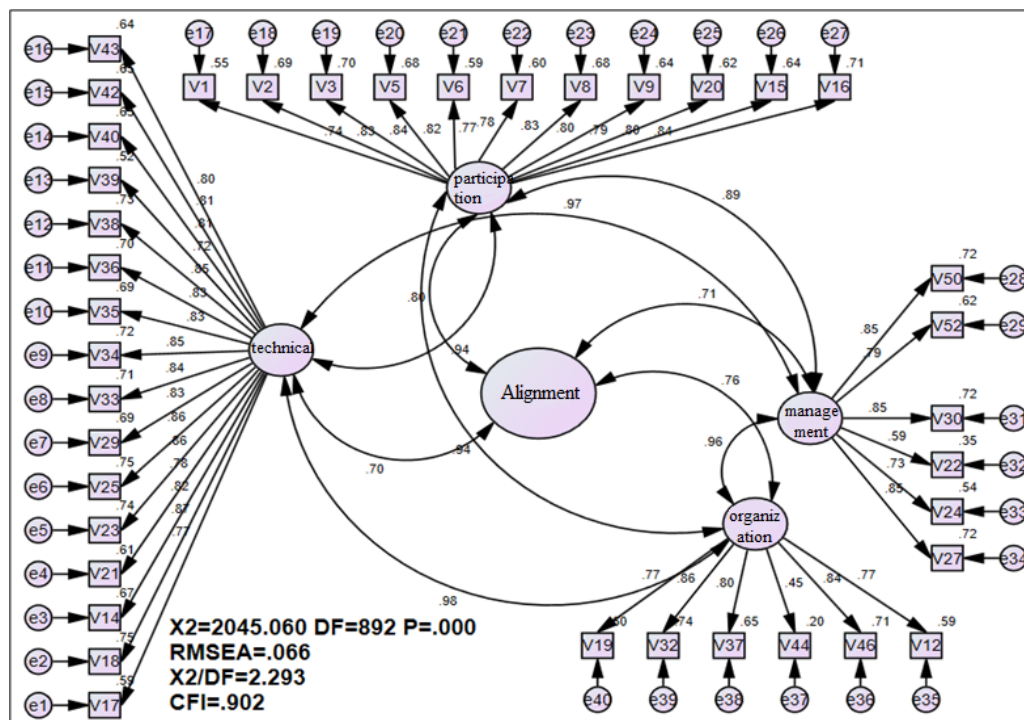 e17 e18 e19 e20 e21 e22 e23 e24 e25 e26 e27
.55 .69 .70 .68 .59 .60 .68 .64 .62 .64 .71
V1 V2 V3 V5 V6 V7 V8 V9 V20 V15 V16
.74 .83 .84 .82 .77 .78 .83 .80 .79 .80 .84
particip
tion
.64
e16 V43
.65
e15 V42
.65
e14 V40
.52
e13 V39
.73
e12 V38
.70
e11 V36
.69
e10 V35
.72
e9 V34
.71
e8 V33
.69
e7 V29
.75
e6 V25
.74
e5 V23
.61
e4 V21
.67
e3 V14
.75
e2 V18
.59
e1 V17
.80
.81
.81
.72
.85
.83
.83
.85
.84
.83
.86
.86
.78
.82
.87
.77
technical
.89
.97
.80
.94
.71
.76
.70
.94
.96
.98
Alignment
manage
ment
.85
.79
.85
.59
.73
.85
.72
V50 e28
.62
V52 e29
.72
V30 e31
.35
V22 e32
.54
V24 e33
.72
V27 e34
organiz
ation
.77 .86 .80 .45 .84 .77
.74 .65 .20 .71 .59
V19 V32 V37 V44 V46 V12
e40 e39 e38 e37 e36 e35
X2=2045.060 DF=892 P=.000
RMSEA=.066
X2/DF=2.293
CFI=.902